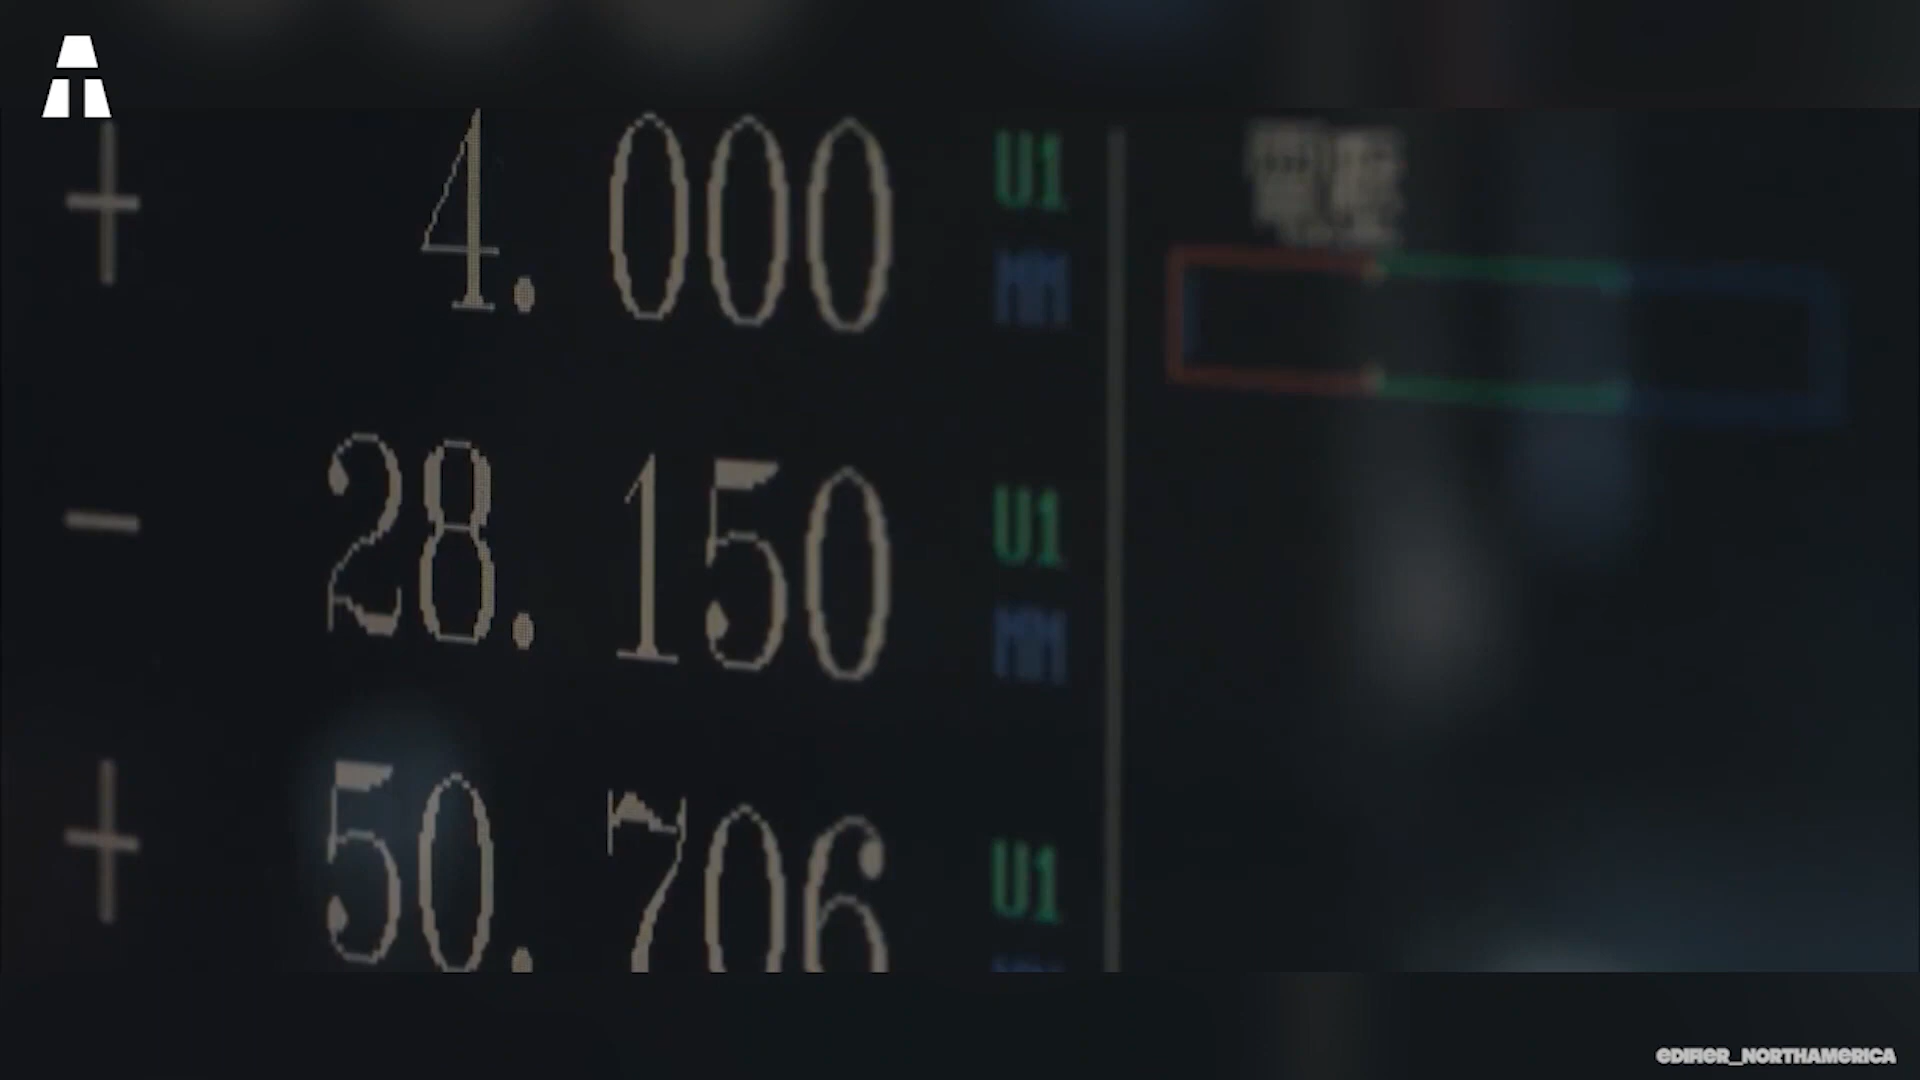 + 4.000 U1
MM
- 28.150 U1
MM
+ 50.706 U1
EDIFIER_NORTHAMERICA